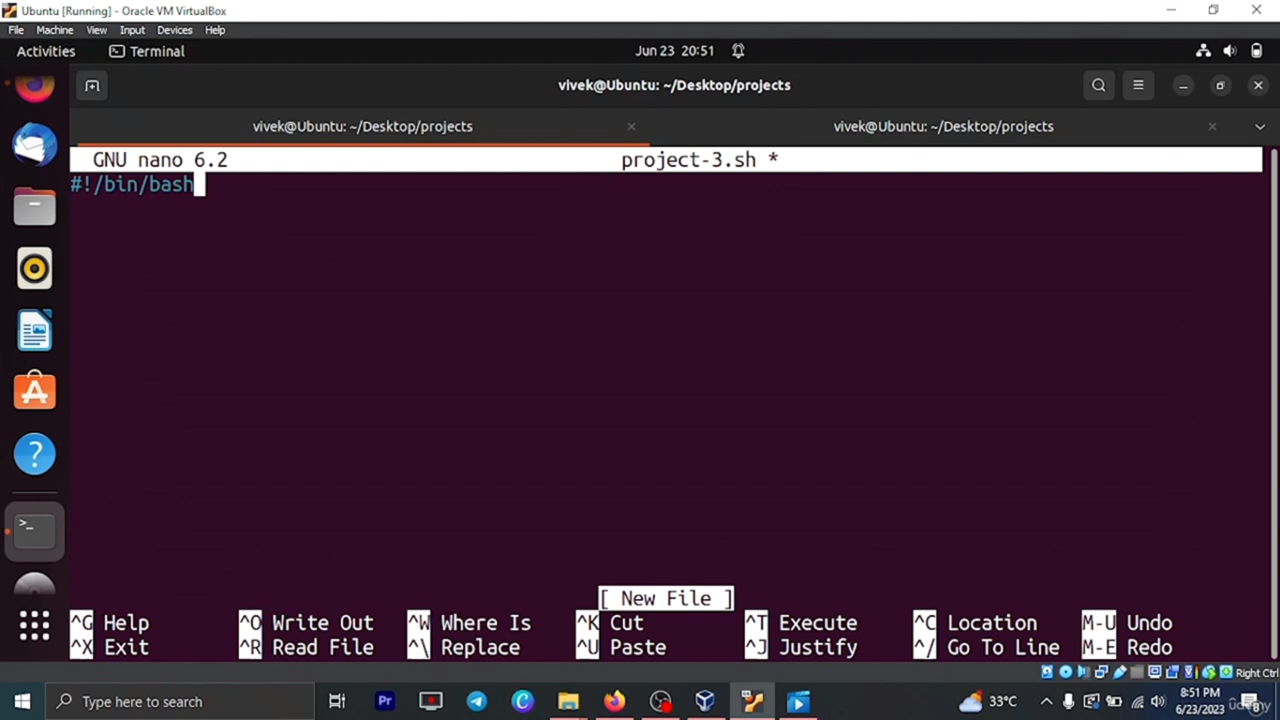 Ubuntu [Running] - Oracle VM VirtualBox
File Machine View Input Devices Help
Activities Terminal Jun 23 20:51
vivek@Ubuntu: ~/Desktop/projects
vivek@Ubuntu: ~/Desktop/projects vivek@Ubuntu: ~/Desktop/projects
GNU nano 6.2 project-3.sh *
#!/bin/bash
[ New File ]
^G Help ^O Write Out ^W Where Is ^K Cut ^T Execute ^C Location M-U Undo
^X Exit ^R Read File ^\ Replace ^U Paste ^J Justify ^/ Go To Line M-E Redo
Right Ctrl
Type here to search Pr 33°C 8:51 PM
6/23/2023
udemy